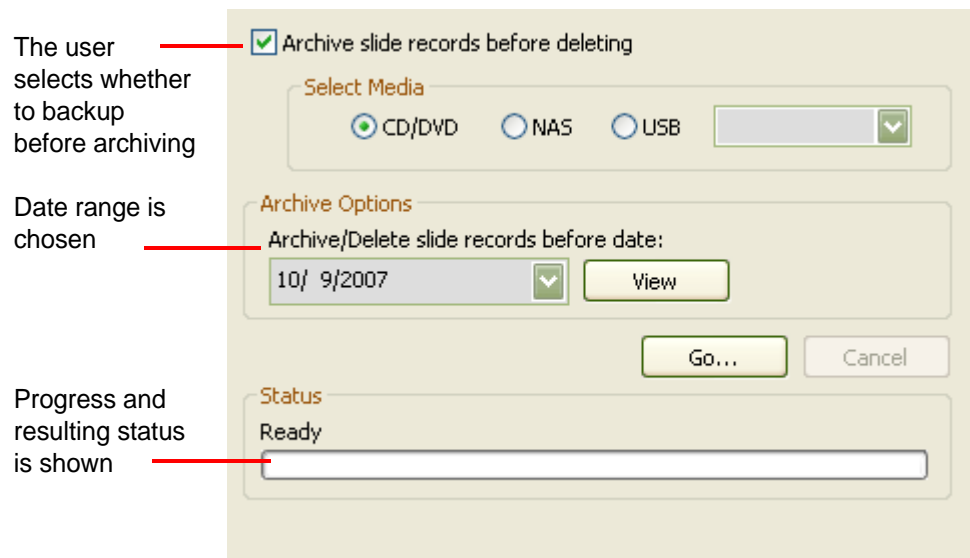 The user
selects whether
to backup
before archiving
Archive slide records before deleting
Select Media
CD/DVD NAS USB
Date range is
chosen
Archive Options
Archive/Delete slide records before date:
10/ 9/2007 View
Go... Cancel
Progress and
resulting status
is shown
Status
Ready